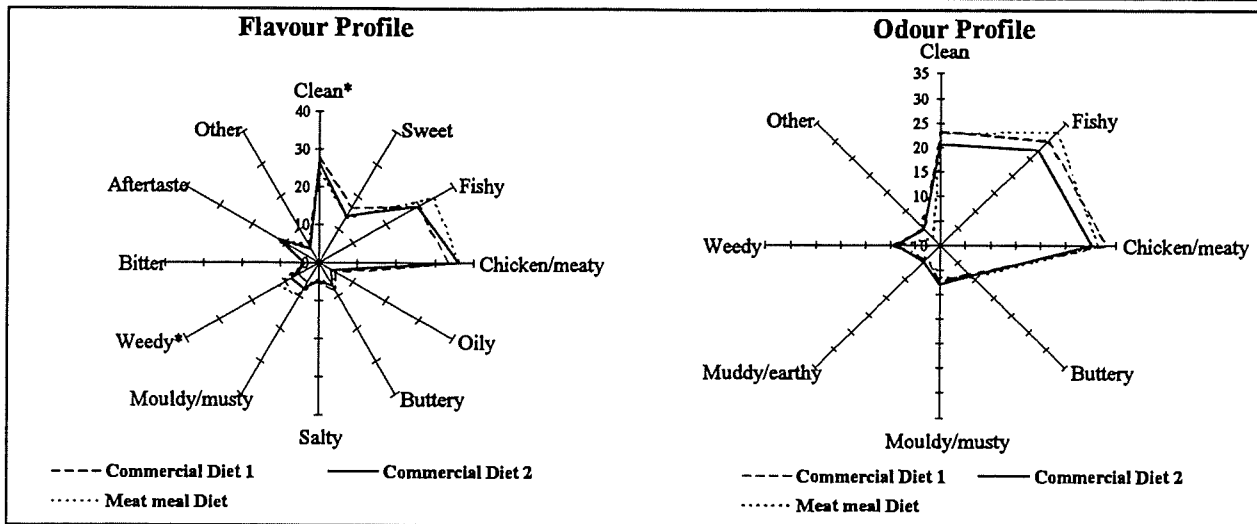 Flavour Profile
Clean*
40
30
20
10
0
Sweet
Fishy
Chicken/meaty
Oily
Buttery
Salty
Mouldy/musty
Weedy*
Bitter
Aftertaste
Other
Commercial Diet 1
Commercial Diet 2
Meat meal Diet
Odour Profile
Clean
35
30
25
20
15
10
0
Fishy
Chicken/meaty
Buttery
Mouldy/musty
Muddy/earthy
Weedy
Other
Commercial Diet 1
Commercial Diet 2
Meat meal Diet